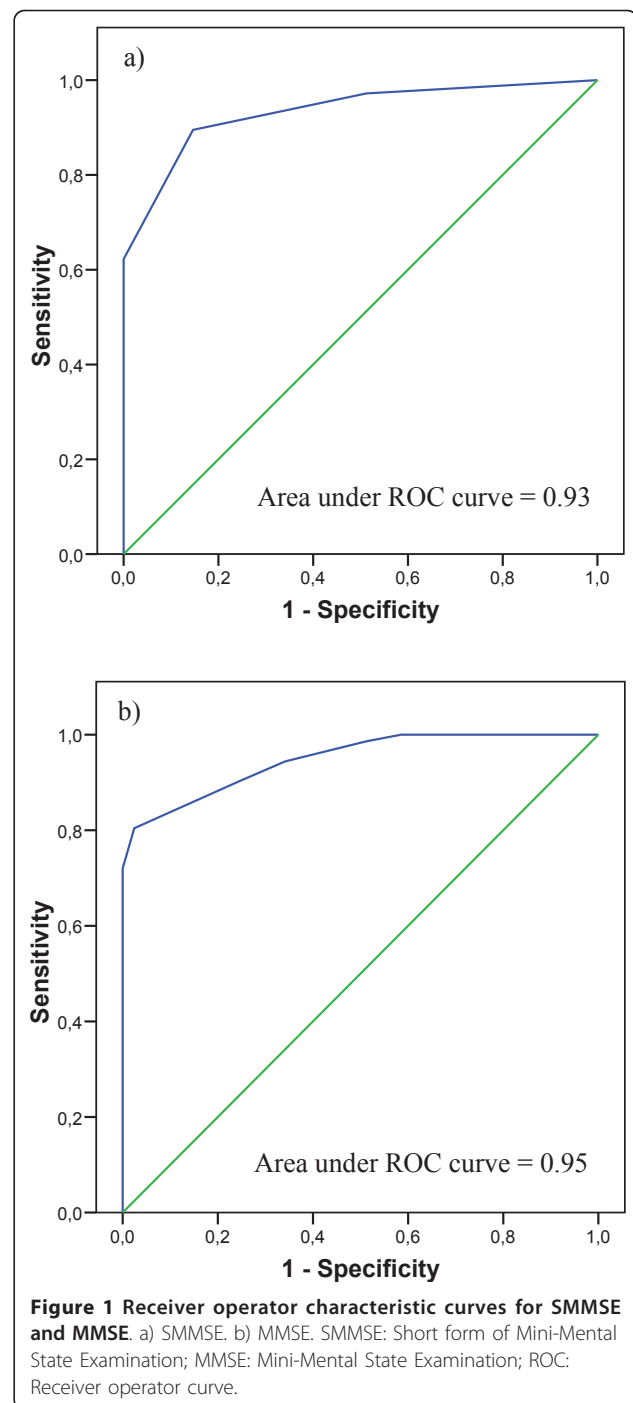 a)
1,0
0,8
0,6
0,4
0,2
0,0
Sensitivity
Area under ROC curve = 0.93
0,0 0,2 0,4 0,6 0,8 1,0
1 - Specificity
b)
1,0
0,8
0,6
0,4
0,2
0,0
Sensitivity
Area under ROC curve = 0.95
0,0 0,2 0,4 0,6 0,8 1,0
1 - Specificity
Figure 1 Receiver operator characteristic curves for SMMSE
and MMSE. a) SMMSE. b) MMSE. SMMSE: Short form of Mini-Mental
State Examination; MMSE: Mini-Mental State Examination; ROC:
Receiver operator curve.